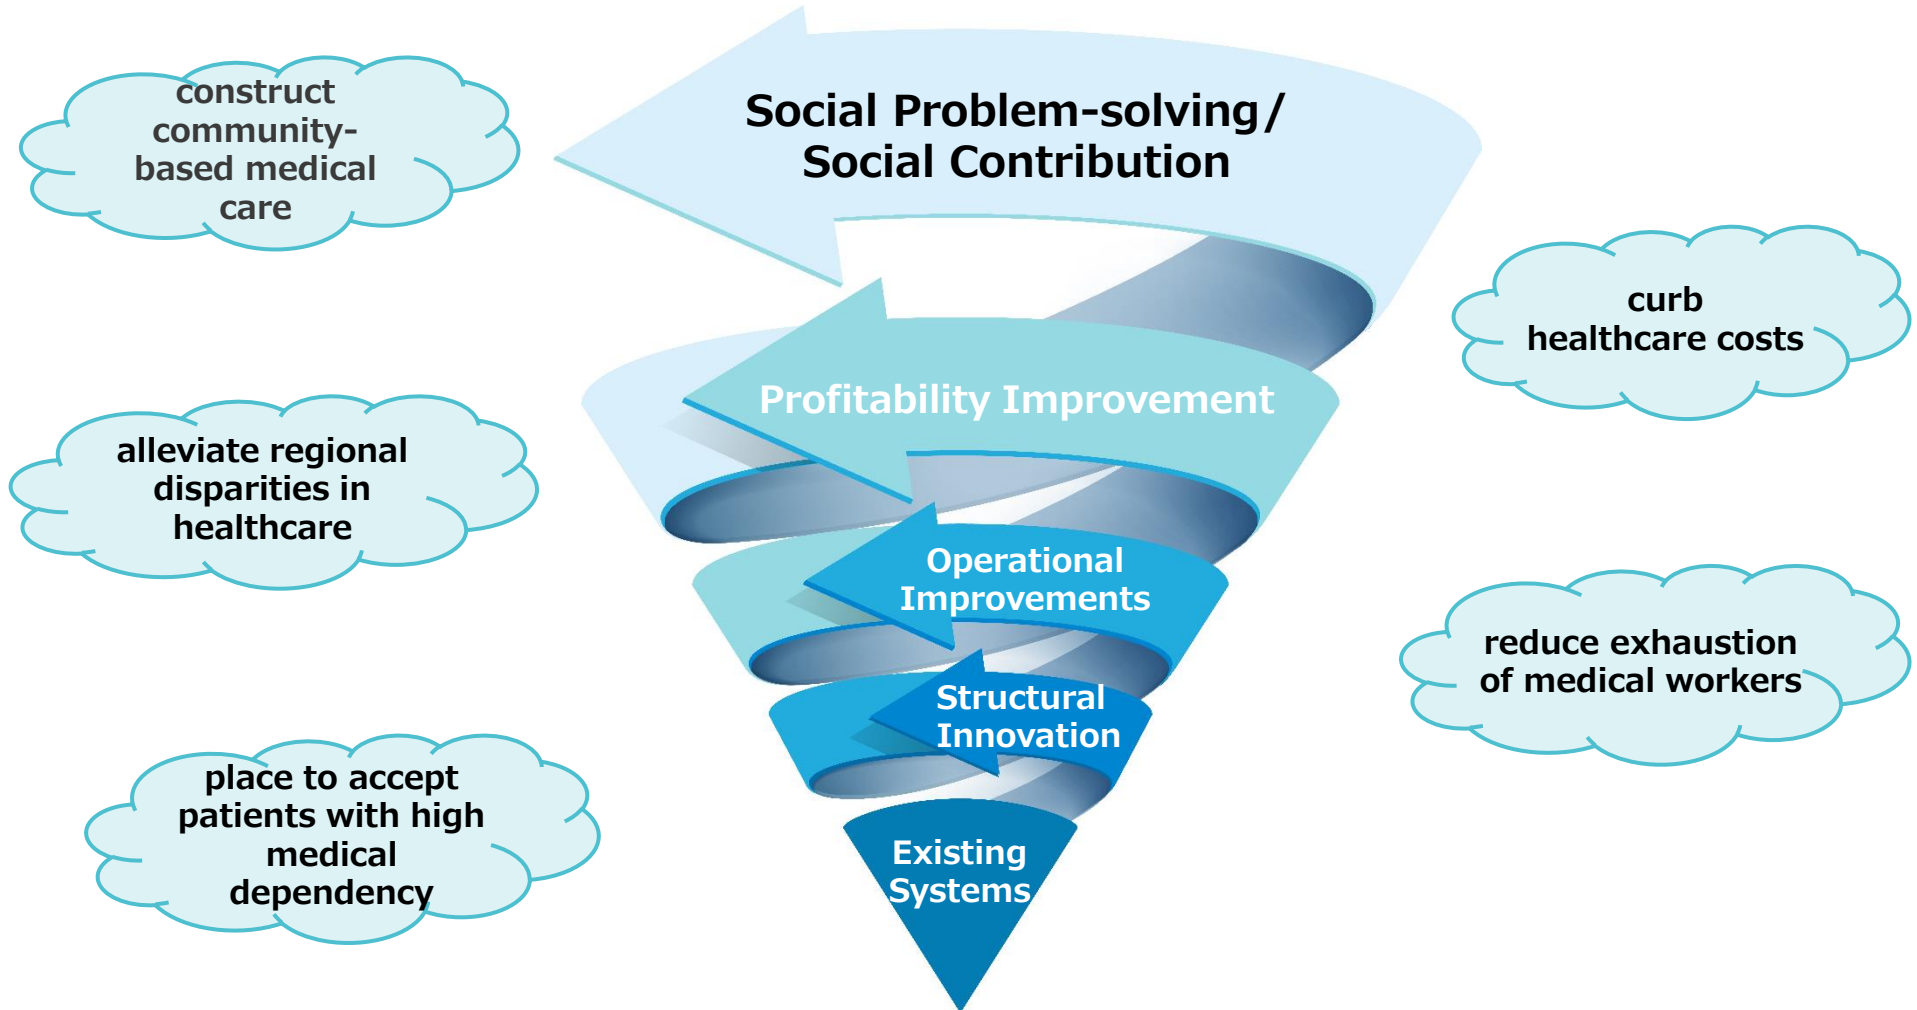 construct
community-
based medical
care
Social Problem-solving/
Social Contribution
curb
healthcare costs
Profitability Improvement
alleviate regional
disparities in
healthcare
Operational
Improvements
reduce exhaustion
of medical workers
Structural
Innovation
place to accept
patients with high
medical
dependency
Existing
Systems